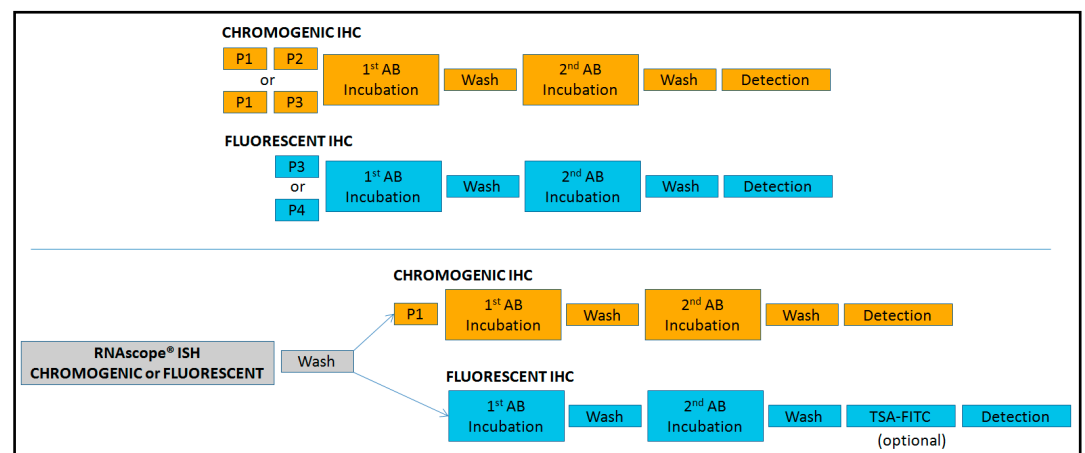 CHROMOGENIC IHC
P1 P2
or
P1 P3
1st AB
Incubation
Wash
2nd AB
Incubation
Wash
Detection
FLUORESCENT IHC
P3
or
P4
1st AB
Incubation
Wash
2nd AB
Incubation
Wash
Detection
RNAscope® ISH
CHROMOGENIC or FLUORESCENT
Wash
CHROMOGENIC IHC
P1
1st AB
Incubation
Wash
2nd AB
Incubation
Wash
Detection
FLUORESCENT IHC
1st AB
Incubation
Wash
2nd AB
Incubation
Wash
TSA-FITC
(optional)
Detection